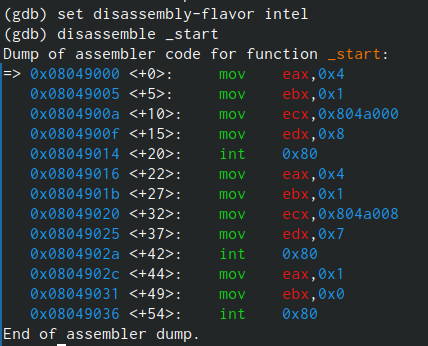 (gdb) set disassembly-flavor intel
(gdb) disassemble _start
Dump of assembler code for function _start:
=> 0x08049000 <+0>:     mov    eax,0x4
   0x08049005 <+5>:     mov    ebx,0x1
   0x0804900a <+10>:    mov    ecx,0x804a000
   0x0804900f <+15>:    mov    edx,0x8
   0x08049014 <+20>:    int    0x80
   0x08049016 <+22>:    mov    eax,0x4
   0x0804901b <+27>:    mov    ebx,0x1
   0x08049020 <+32>:    mov    ecx,0x804a008
   0x08049025 <+37>:    mov    edx,0x7
   0x0804902a <+42>:    int    0x80
   0x0804902c <+44>:    mov    eax,0x1
   0x08049031 <+49>:    mov    ebx,0x0
   0x08049036 <+54>:    int    0x80
End of assembler dump.